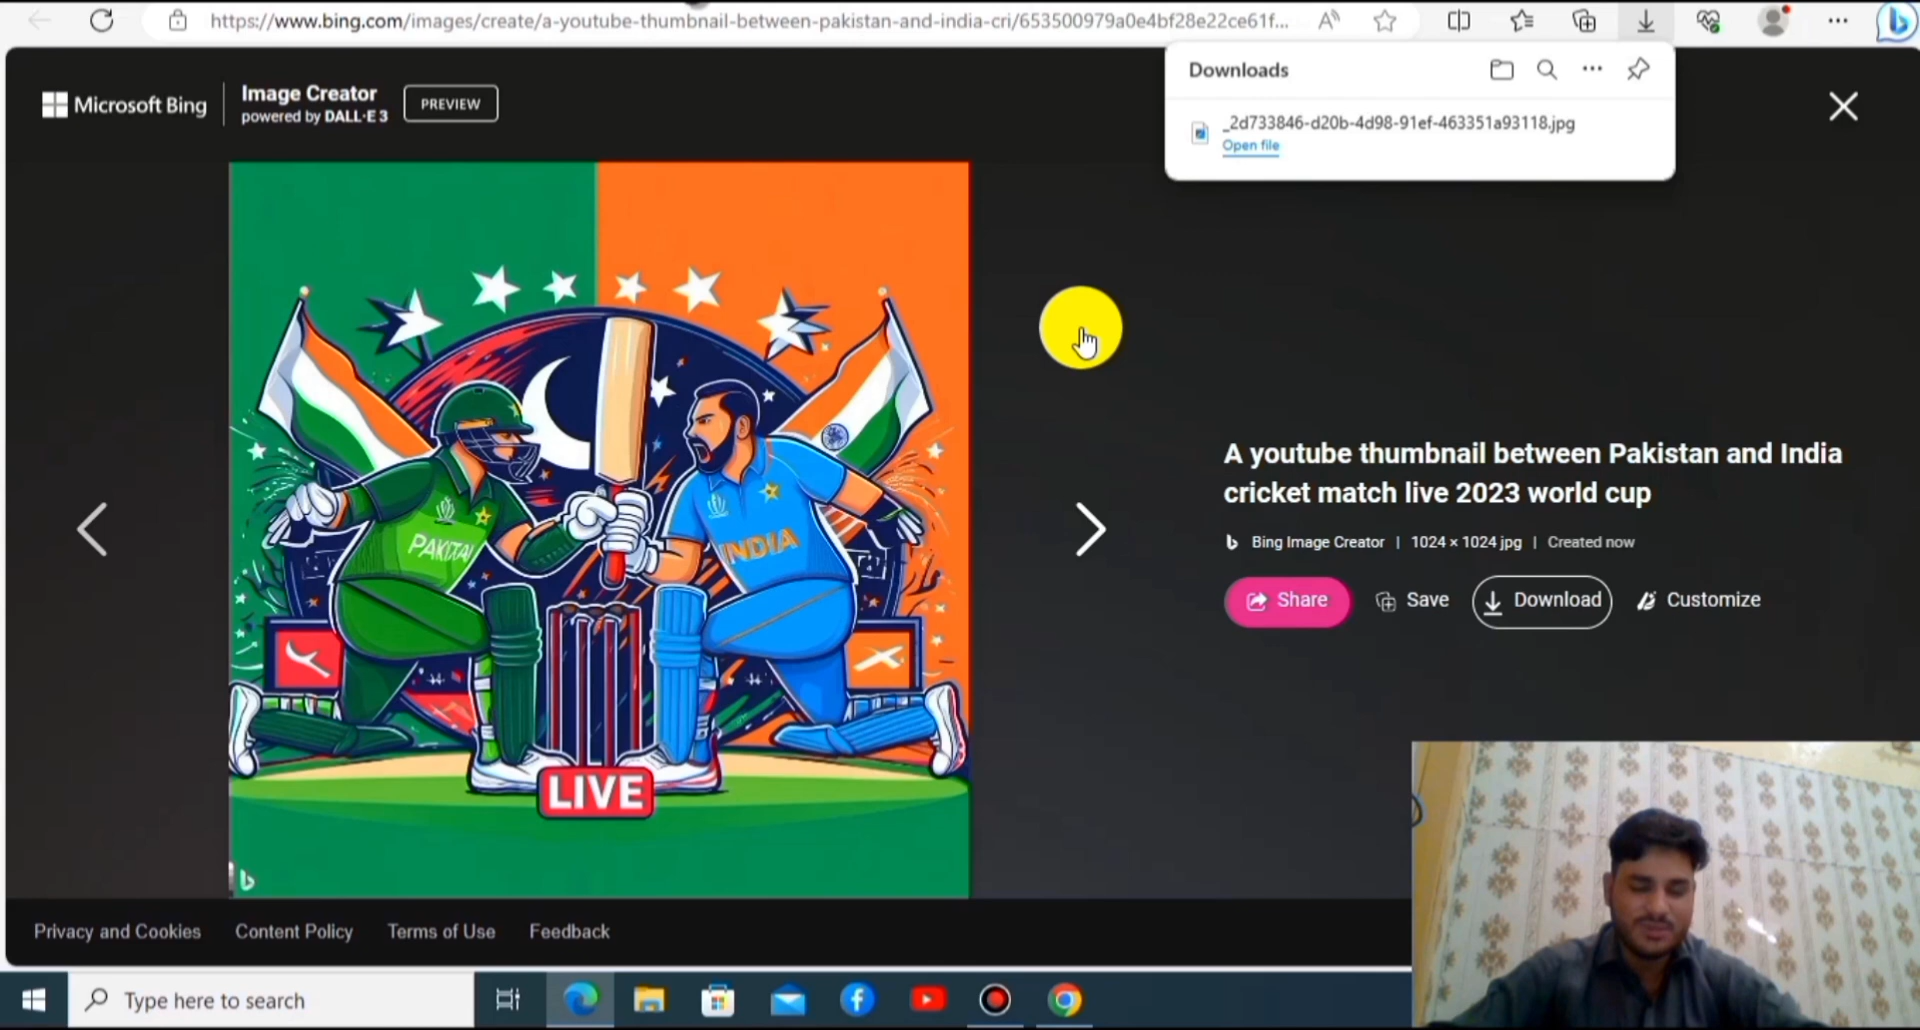 https://www.bing.com/images/create/a-youtube-thumbnail-between-pakistan-and-india-cri/653500979a0e4bf28e22ce61f...
Downloads
_2d733846-d20b-4d98-91ef-463351a93118.jpg
Open file
Microsoft Bing
Image Creator
powered by DALL·E 3
PREVIEW
PAKITAI
INDIA
LIVE
A youtube thumbnail between Pakistan and India
cricket match live 2023 world cup
Bing Image Creator | 1024 × 1024 jpg | Created now
Share
Save
Download
Customize
Privacy and Cookies
Content Policy
Terms of Use
Feedback
Type here to search